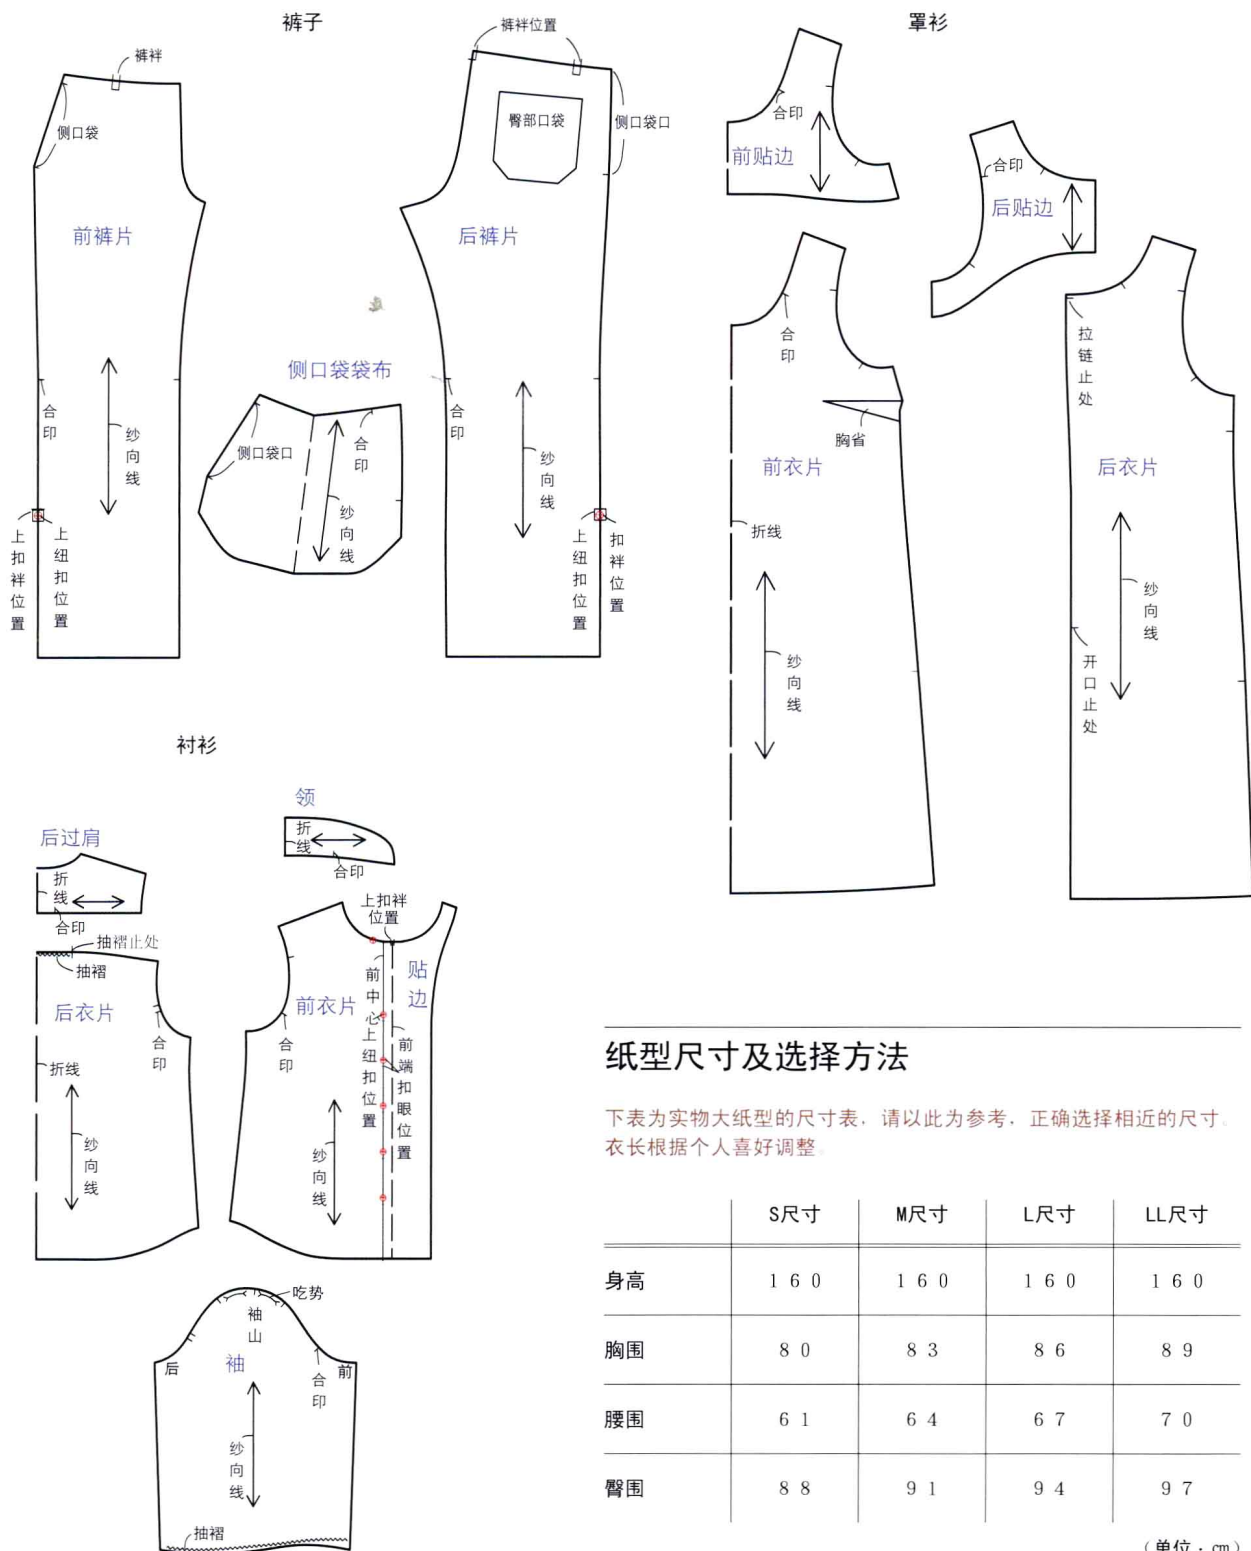 裤子
裤袢
侧口袋
前裤片
合印
纱向线
上扣袢位置
上纽扣位置
裤袢位置
臀部口袋
侧口袋口
后裤片
合印
纱向线
上纽扣位置
扣袢位置
侧口袋袋布
侧口袋口
合印
纱向线
罩衫
合印
前贴边
合印
后贴边
合印
胸省
前衣片
折线
纱向线
拉链止处
后衣片
纱向线
开口止处
衬衫
后过肩
折线
合印
领
折线
合印
抽褶止处
抽褶
后衣片
合印
折线
纱向线
上扣袢
位置
贴边
前中心
前衣片
合印
上纽扣位置
前端扣眼位置
纱向线
吃势
袖山
后
袖
前
合印
纱向线
抽褶
纸型尺寸及选择方法
下表为实物大纸型的尺寸表，请以此为参考，正确选择相近的尺寸。
衣长根据个人喜好调整。
S尺寸 M尺寸 L尺寸 LL尺寸
身高 160 160 160 160
胸围 80 83 86 89
腰围 61 64 67 70
臀围 88 91 94 97
（单位：cm）